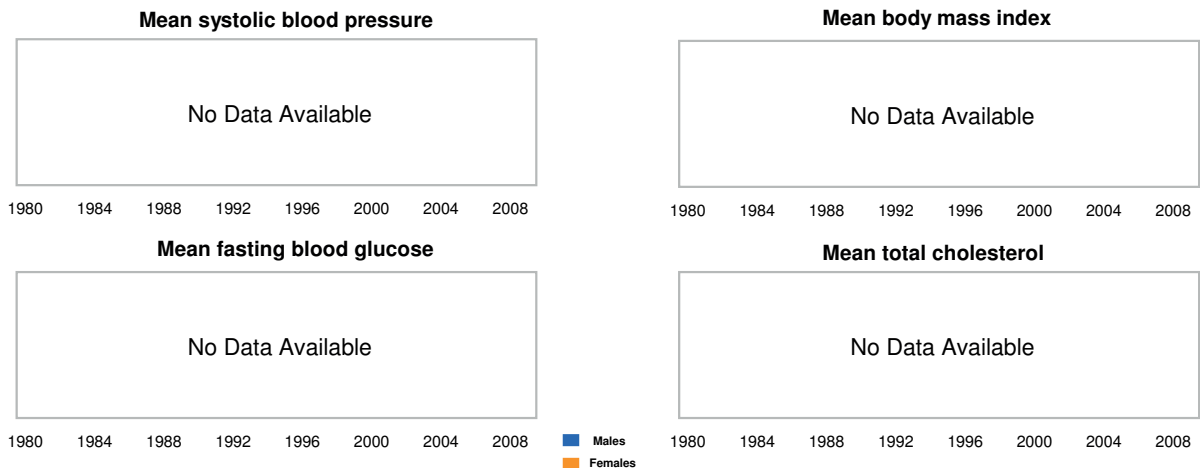 Mean systolic blood pressure
No Data Available
1980 1984 1988 1992 1996 2000 2004 2008
Mean body mass index
No Data Available
1980 1984 1988 1992 1996 2000 2004 2008
Mean fasting blood glucose
No Data Available
1980 1984 1988 1992 1996 2000 2004 2008
Mean total cholesterol
No Data Available
1980 1984 1988 1992 1996 2000 2004 2008
Males
Females